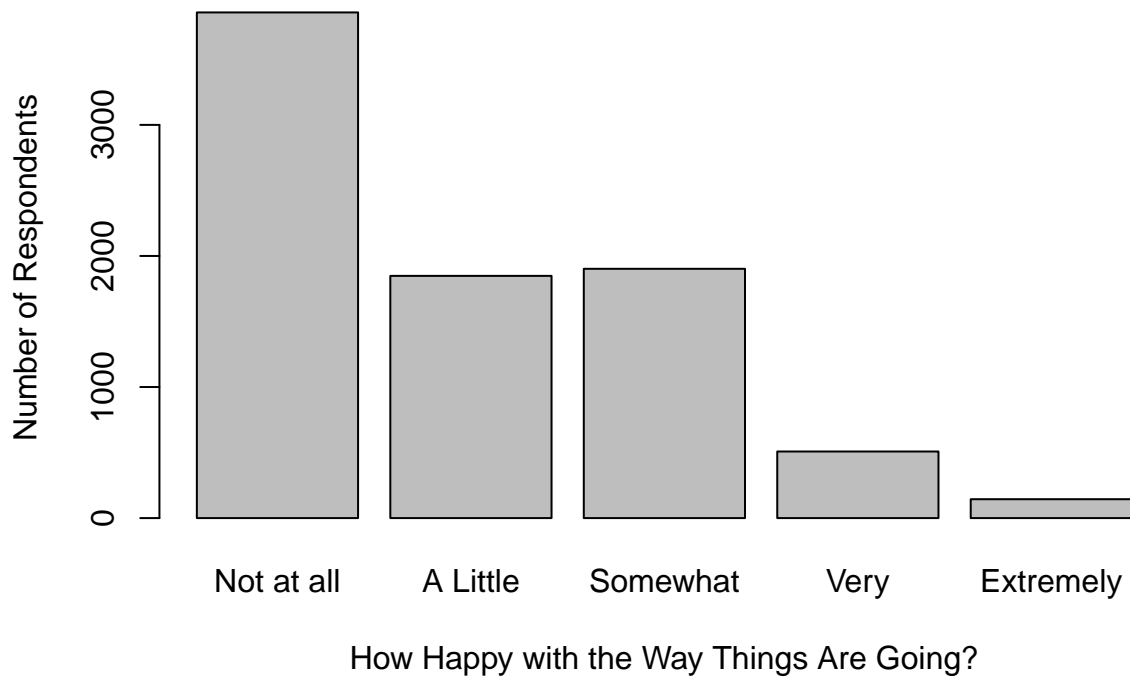 Number of Respondents
3000
2000
1000
0
Not at all
A Little
Somewhat
Very
Extremely
How Happy with the Way Things Are Going?